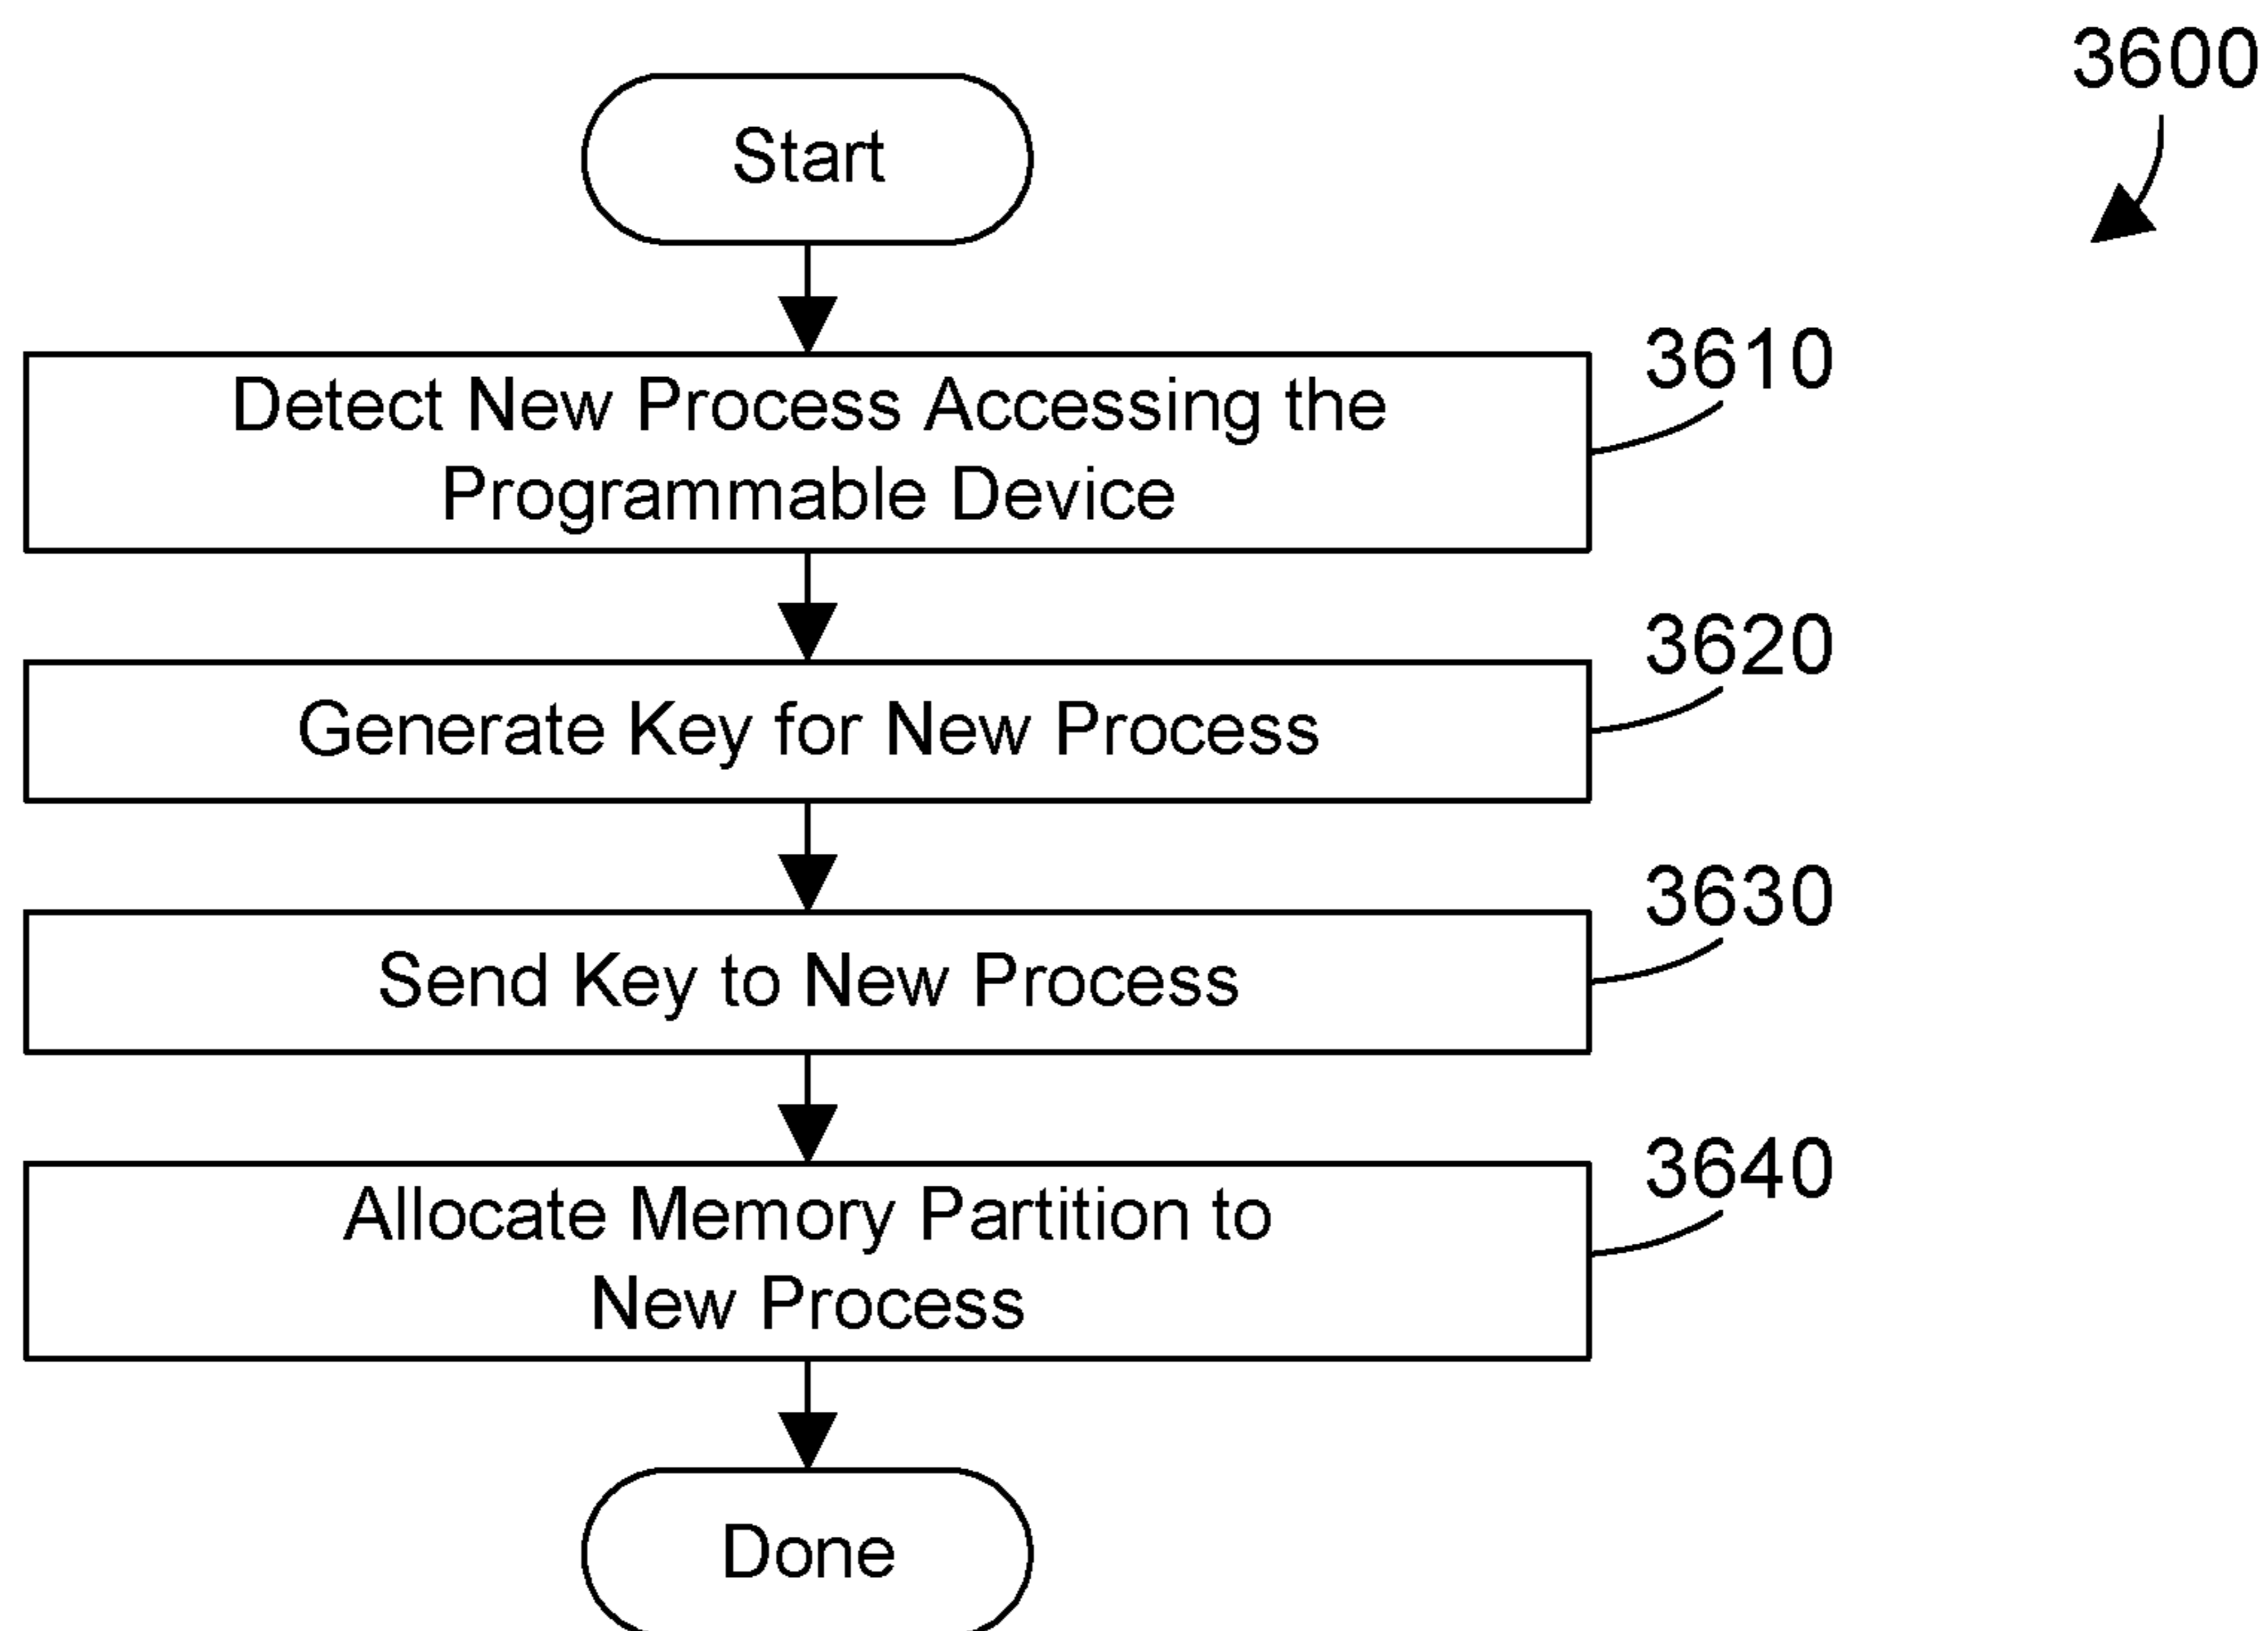 3600
Start
Detect New Process Accessing the
Programmable Device
3610
Generate Key for New Process
3620
Send Key to New Process
3630
Allocate Memory Partition to
New Process
3640
Done